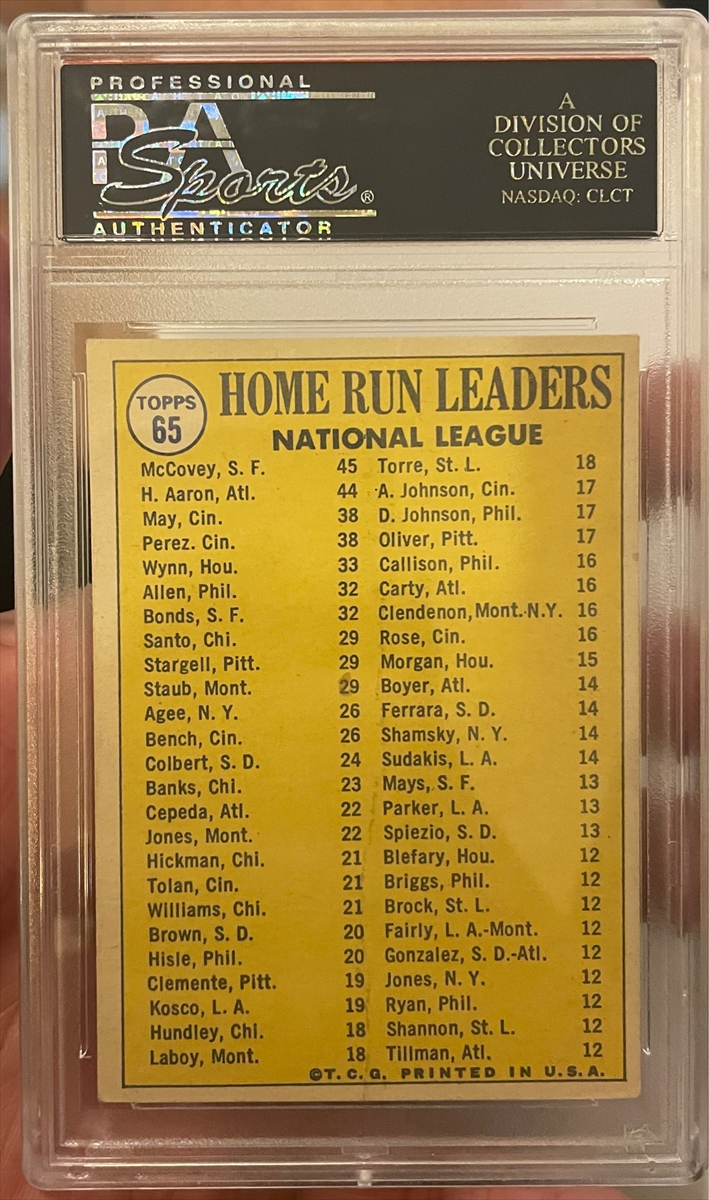 PROFESSIONAL
PSA
Sports®
AUTHENTICATOR
A
DIVISION OF
COLLECTORS
UNIVERSE
NASDAQ: CLCT
TOPPS
65
HOME RUN LEADERS
NATIONAL LEAGUE
McCovey, S. F. 45 Torre, St. L. 18
H. Aaron, Atl. 44 A. Johnson, Cin. 17
May, Cin. 38 D. Johnson, Phil. 17
Perez. Cin. 38 Oliver, Pitt. 17
Wynn, Hou. 33 Callison, Phil. 16
Allen, Phil. 32 Carty, Atl. 16
Bonds, S. F. 32 Clendenon, Mont.-N.Y. 16
Santo, Chi. 29 Rose, Cin. 16
Stargell, Pitt. 29 Morgan, Hou. 15
Staub, Mont. 29 Boyer, Atl. 14
Agee, N. Y. 26 Ferrara, S. D. 14
Bench, Cin. 26 Shamsky, N. Y. 14
Colbert, S. D. 24 Sudakis, L. A. 14
Banks, Chi. 23 Mays, S. F. 13
Cepeda, Atl. 22 Parker, L. A. 13
Jones, Mont. 22 Spiezio, S. D. 13
Hickman, Chi. 21 Blefary, Hou. 12
Tolan, Cin. 21 Briggs, Phil. 12
Williams, Chi. 21 Brock, St. L. 12
Brown, S. D. 20 Fairly, L. A.-Mont. 12
Hisle, Phil. 20 Gonzalez, S. D.-Atl. 12
Clemente, Pitt. 19 Jones, N. Y. 12
Kosco, L. A. 19 Ryan, Phil. 12
Hundley, Chi. 18 Shannon, St. L. 12
Laboy, Mont. 18 Tillman, Atl. 12
©T. C. G. PRINTED IN U. S. A.